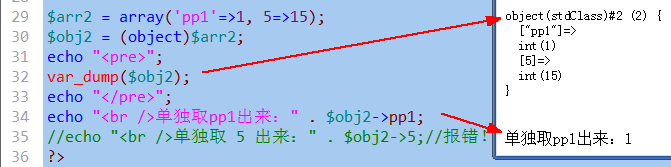 28
29 $arr2 = array('pp1'=>1, 5=>15);
30 $obj2 = (object)$arr2;
31 echo "<pre>";
32 var_dump($obj2);
33 echo "</pre>";
34 echo "<br />单独取pp1出来：" . $obj2->pp1;
35 //echo "<br />单独取 5 出来：" . $obj2->5;//报错！
36 ?>
object(stdClass)#2 (2) {
["pp1"]=>
int(1)
[5]=>
int(15)
}
单独取pp1出来：1